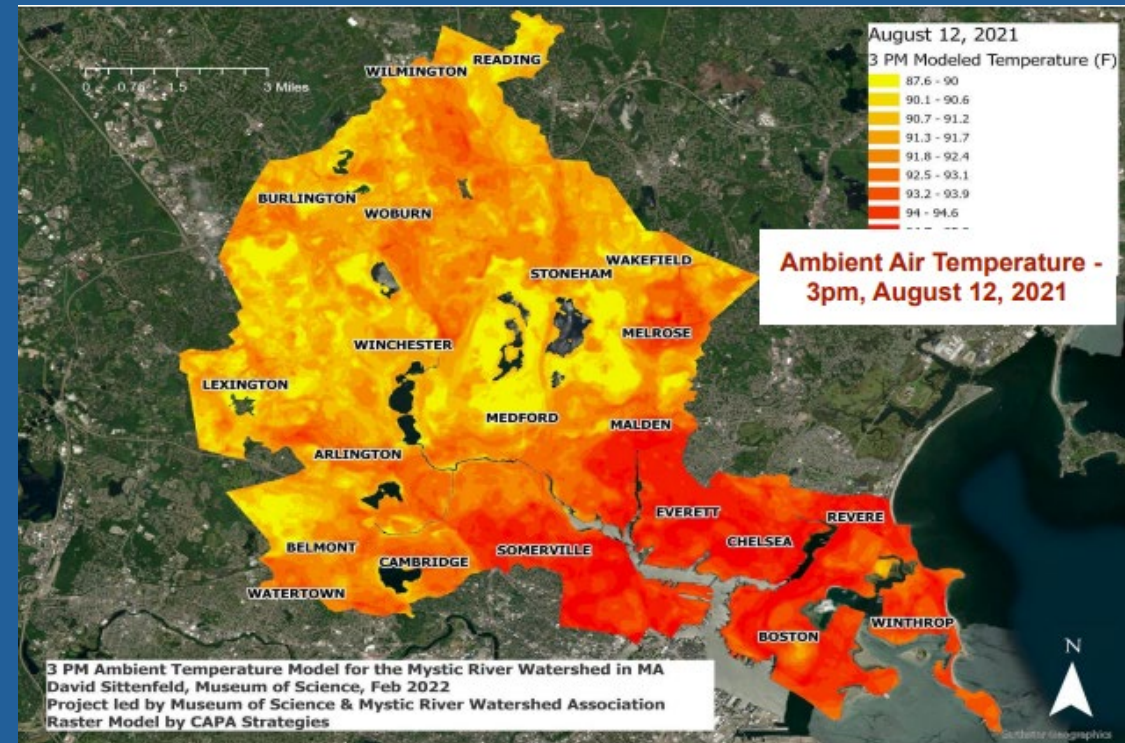 August 12, 2021
3 PM Modeled Temperature (F)
87.6 - 90
90.1 - 90.6
90.7 - 91.2
91.3 - 91.7
91.8 - 92.4
92.5 - 93.1
93.2 - 93.9
94 - 94.6
Ambient Air Temperature -
3pm, August 12, 2021
0 0.75 1.5 3 Miles
READING
WILMINGTON
BURLINGTON
WOBURN
WAKEFIELD
STONEHAM
MELROSE
WINCHESTER
LEXINGTON
MEDFORD
MALDEN
ARLINGTON
EVERETT
REVERE
CHELSEA
BELMONT
SOMERVILLE
CAMBRIDGE
WATERTOWN
WINTHROP
BOSTON
N
3 PM Ambient Temperature Model for the Mystic River Watershed in MA
David Sittenfeld, Museum of Science, Feb 2022
Project led by Museum of Science & Mystic River Watershed Association
Raster Model by CAPA Strategies
Earthstar Geographics